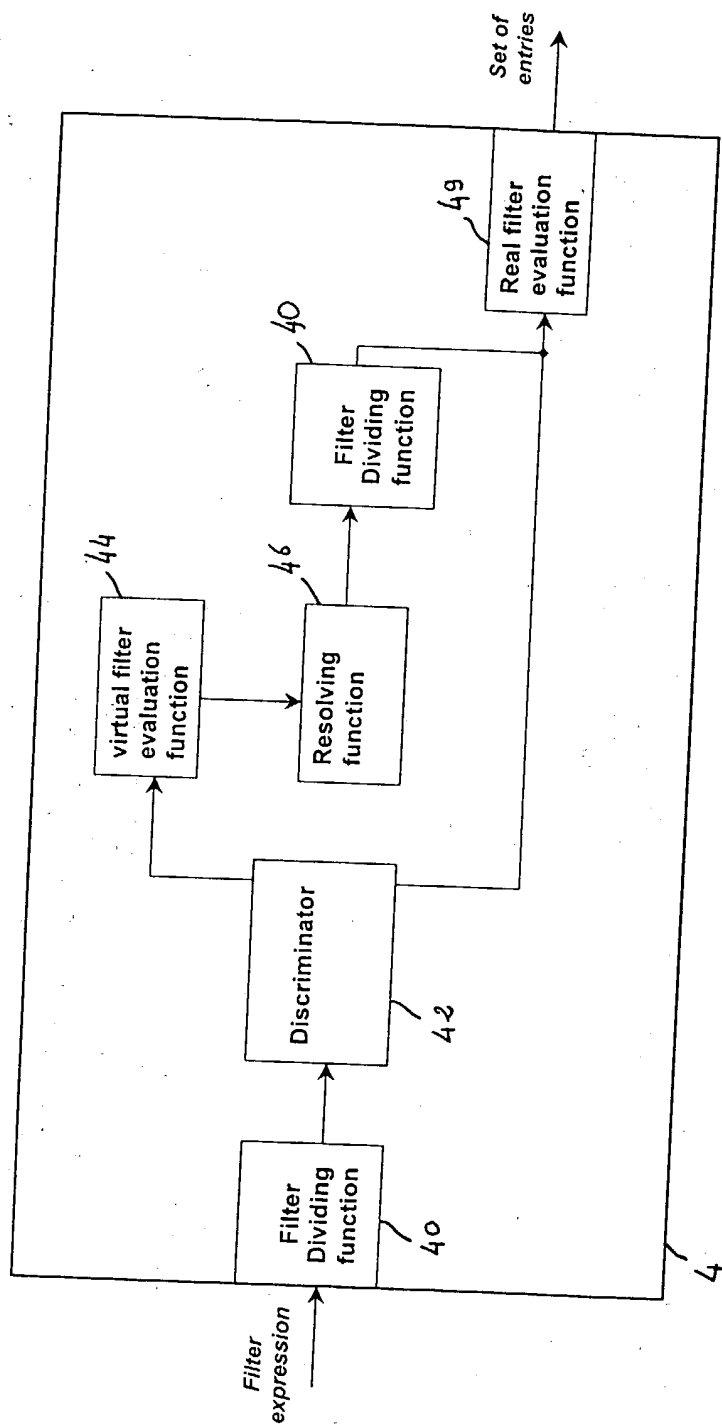 Filter
expression
Filter
Dividing
function
40
Discriminator
42
virtual filter
evaluation
function
44
Resolving
function
46
Filter
Dividing
function
40
Real filter
evaluation
function
49
Set of
entries
4